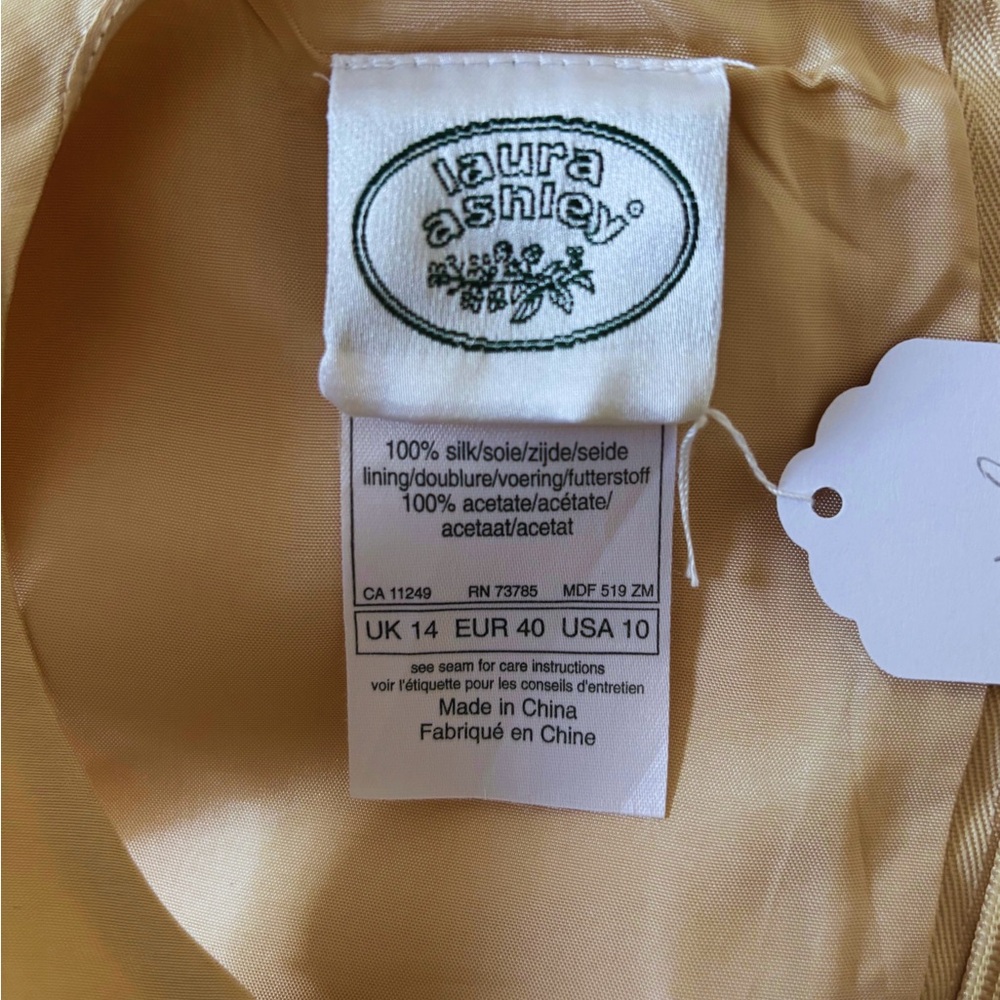 laura
ashley®
100% silk/soie/zijde/seide
lining/doublure/voering/futterstoff
100% acetate/acétate/
acetaat/acetat
CA 11249 RN 73785 MDF 519 ZM
UK 14 EUR 40 USA 10
see seam for care instructions
voir l'étiquette pour les conseils d'entretien
Made in China
Fabriqué en Chine